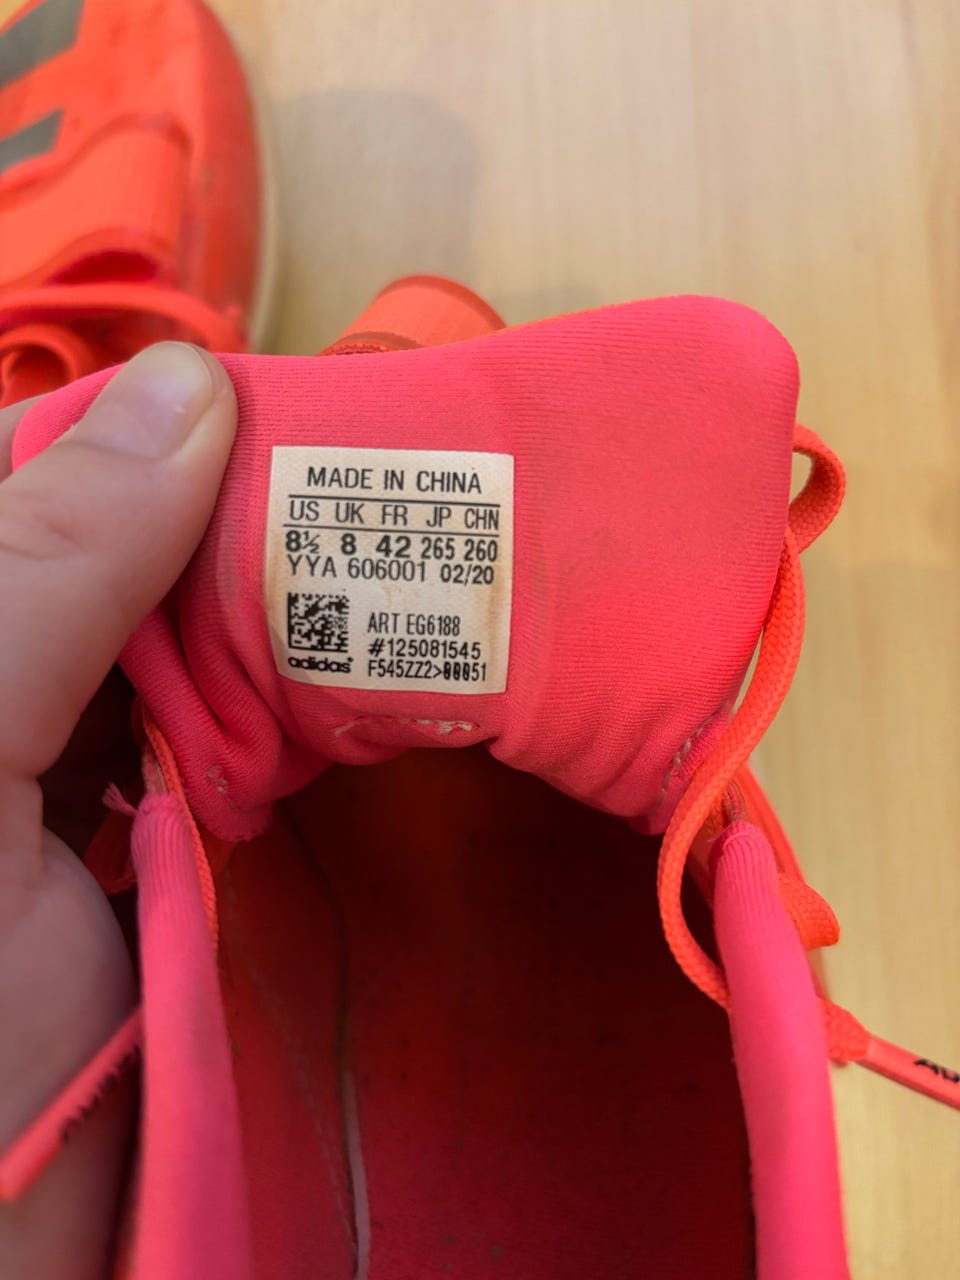 MADE IN CHINA
US UK FR JP CHN
8½ 8 42 265 260
YYA 606001 02/20
ART EG6188
#125081545
adidas F545ZZ2>00051